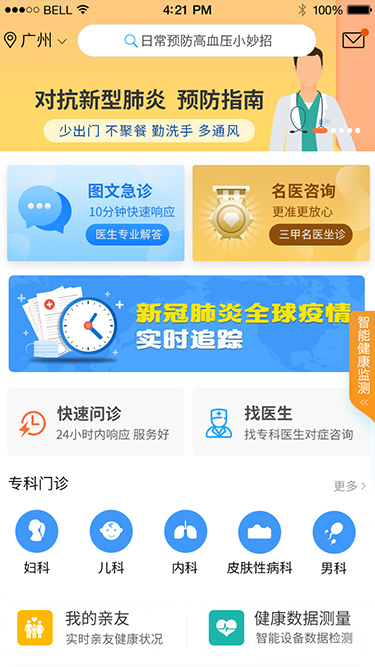 BELL 4:21 PM 100%
广州
日常预防高血压小妙招
对抗新型肺炎 预防指南
少出门 不聚餐 勤洗手 多通风
图文急诊
10分钟快速响应
医生专业解答
名医咨询
更准更放心
三甲名医坐诊
新冠肺炎全球疫情
实时追踪
智能健康监测
快速问诊
24小时内响应 服务好
找医生
找专科医生对症咨询
专科门诊
更多
妇科
儿科
内科
皮肤性病科
男科
我的亲友
实时亲友健康状况
健康数据测量
智能设备数据检测